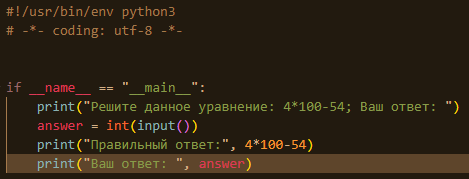 #!/usr/bin/env python3
# -*- coding: utf-8 -*-
if __name__ == "__main__":
    print("Решите данное уравнение: 4*100-54; Ваш ответ: ")
    answer = int(input())
    print("Правильный ответ:", 4*100-54)
    print("Ваш ответ: ", answer)